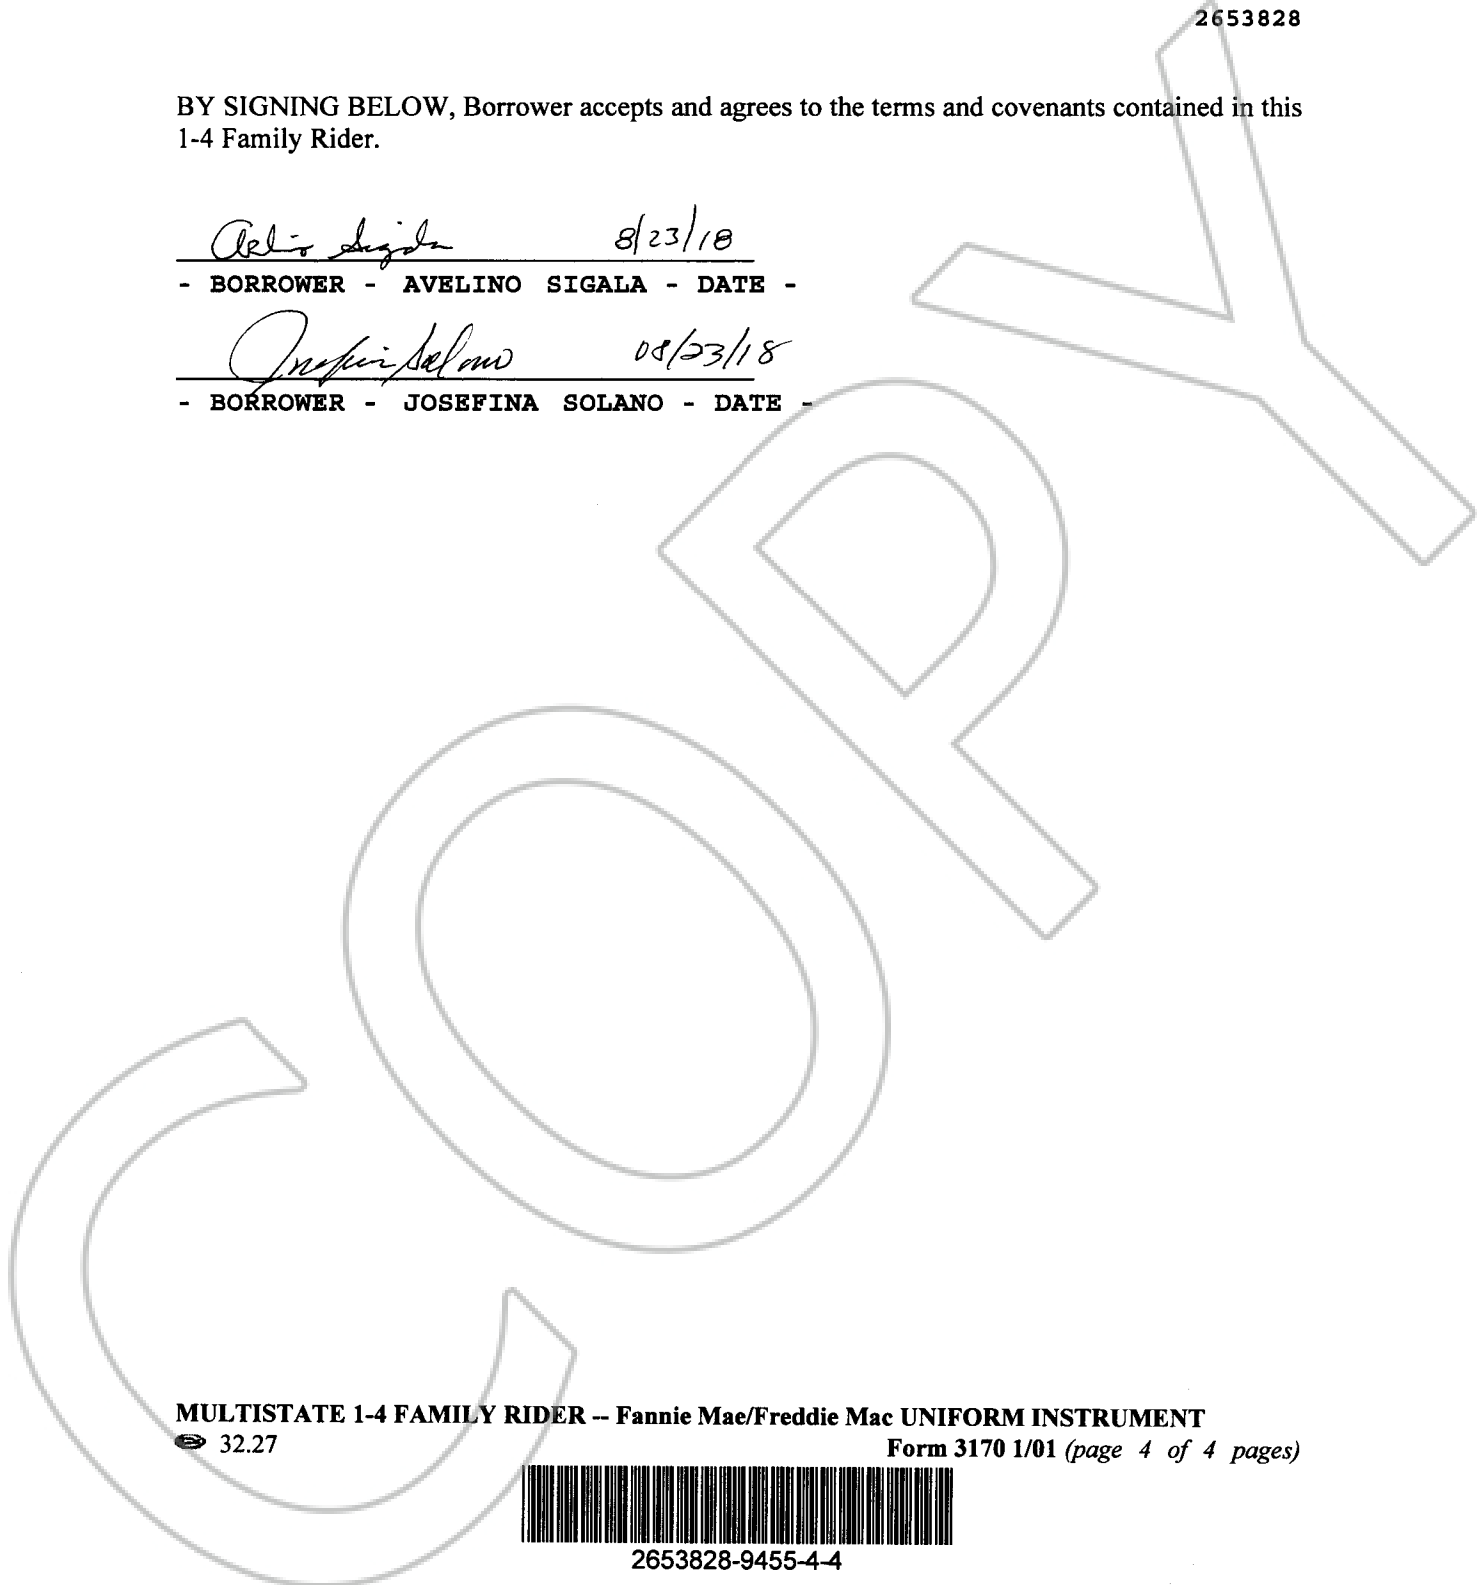 2653828
BY SIGNING BELOW, Borrower accepts and agrees to the terms and covenants contained in this
1-4 Family Rider.
8/23/18
- BORROWER - AVELINO SIGALA - DATE -
Josefina Solano 08/23/18
- BORROWER - JOSEFINA SOLANO - DATE -
COPY
MULTISTATE 1-4 FAMILY RIDER -- Fannie Mae/Freddie Mac UNIFORM INSTRUMENT
32.27 Form 3170 1/01 (page 4 of 4 pages)
2653828-9455-4-4